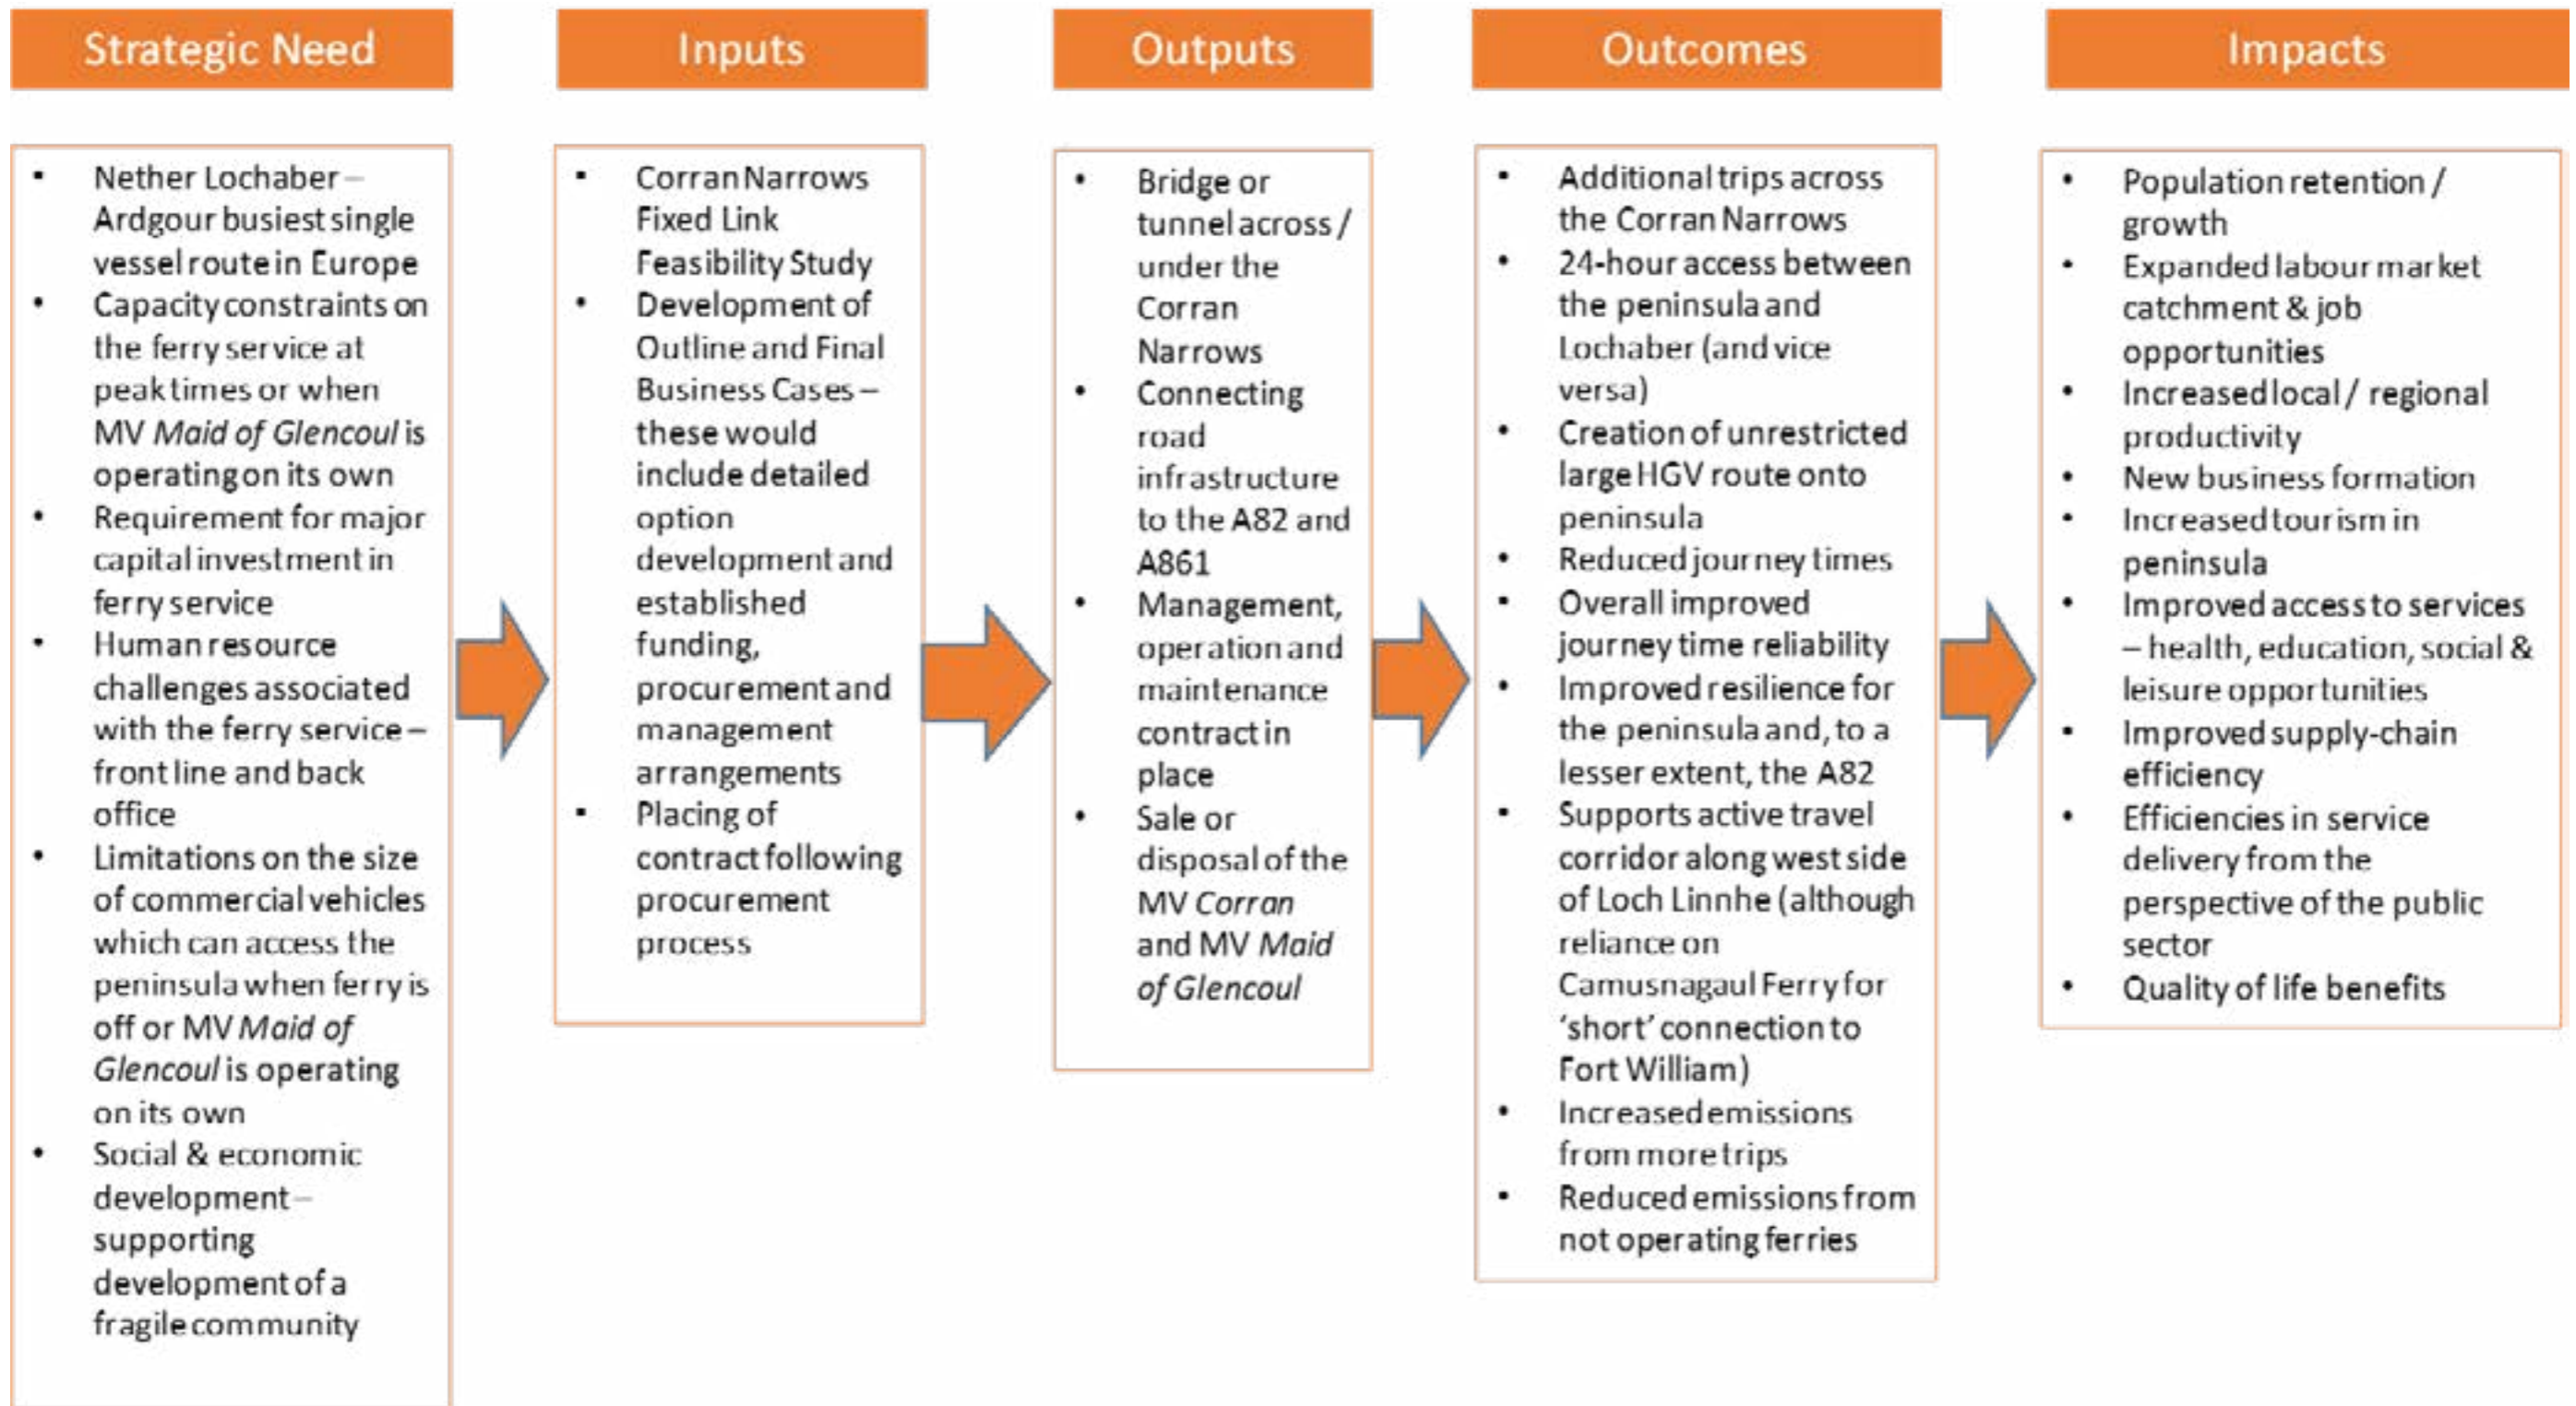 Strategic Need
Nether Lochaber –
Ardgour busiest single
vessel route in Europe
Capacity constraints on
the ferry service at
peak times or when
MV Maid of Glencoul is
operating on its own
Requirement for major
capital investment in
ferry service
Human resource
challenges associated
with the ferry service –
front line and back
office
Limitations on the size
of commercial vehicles
which can access the
peninsula when ferry is
off or MV Maid of
Glencoul is operating
on its own
Social & economic
development –
supporting
development of a
fragile community
Inputs
Corran Narrows
Fixed Link
Feasibility Study
Development of
Outline and Final
Business Cases –
these would
include detailed
option
development and
established
funding,
procurement and
management
arrangements
Placing of
contract following
procurement
process
Outputs
Bridge or
tunnel across /
under the
Corran
Narrows
Connecting
road
infrastructure
to the A82 and
A861
Management,
operation and
maintenance
contract in
place
Sale or
disposal of the
MV Corran
and MV Maid
of Glencoul
Outcomes
Additional trips across
the Corran Narrows
24-hour access between
the peninsula and
Lochaber (and vice
versa)
Creation of unrestricted
large HGV route onto
peninsula
Reduced journey times
Overall improved
journey time reliability
Improved resilience for
the peninsula and, to a
lesser extent, the A82
Supports active travel
corridor along west side
of Loch Linnhe (although
reliance on
Camusnagaul Ferry for
‘short’ connection to
Fort William)
Increased emissions
from more trips
Reduced emissions from
not operating ferries
Impacts
Population retention /
growth
Expanded labour market
catchment & job
opportunities
Increased local / regional
productivity
New business formation
Increased tourism in
peninsula
Improved access to services
– health, education, social &
leisure opportunities
Improved supply-chain
efficiency
Efficiencies in service
delivery from the
perspective of the public
sector
Quality of life benefits